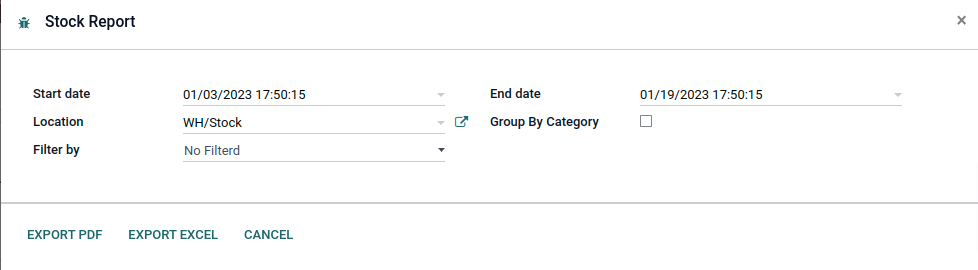 Stock Report ×
Start date 01/03/2023 17:50:15 End date 01/19/2023 17:50:15
Location WH/Stock Group By Category
Filter by No Filterd
EXPORT PDF EXPORT EXCEL CANCEL